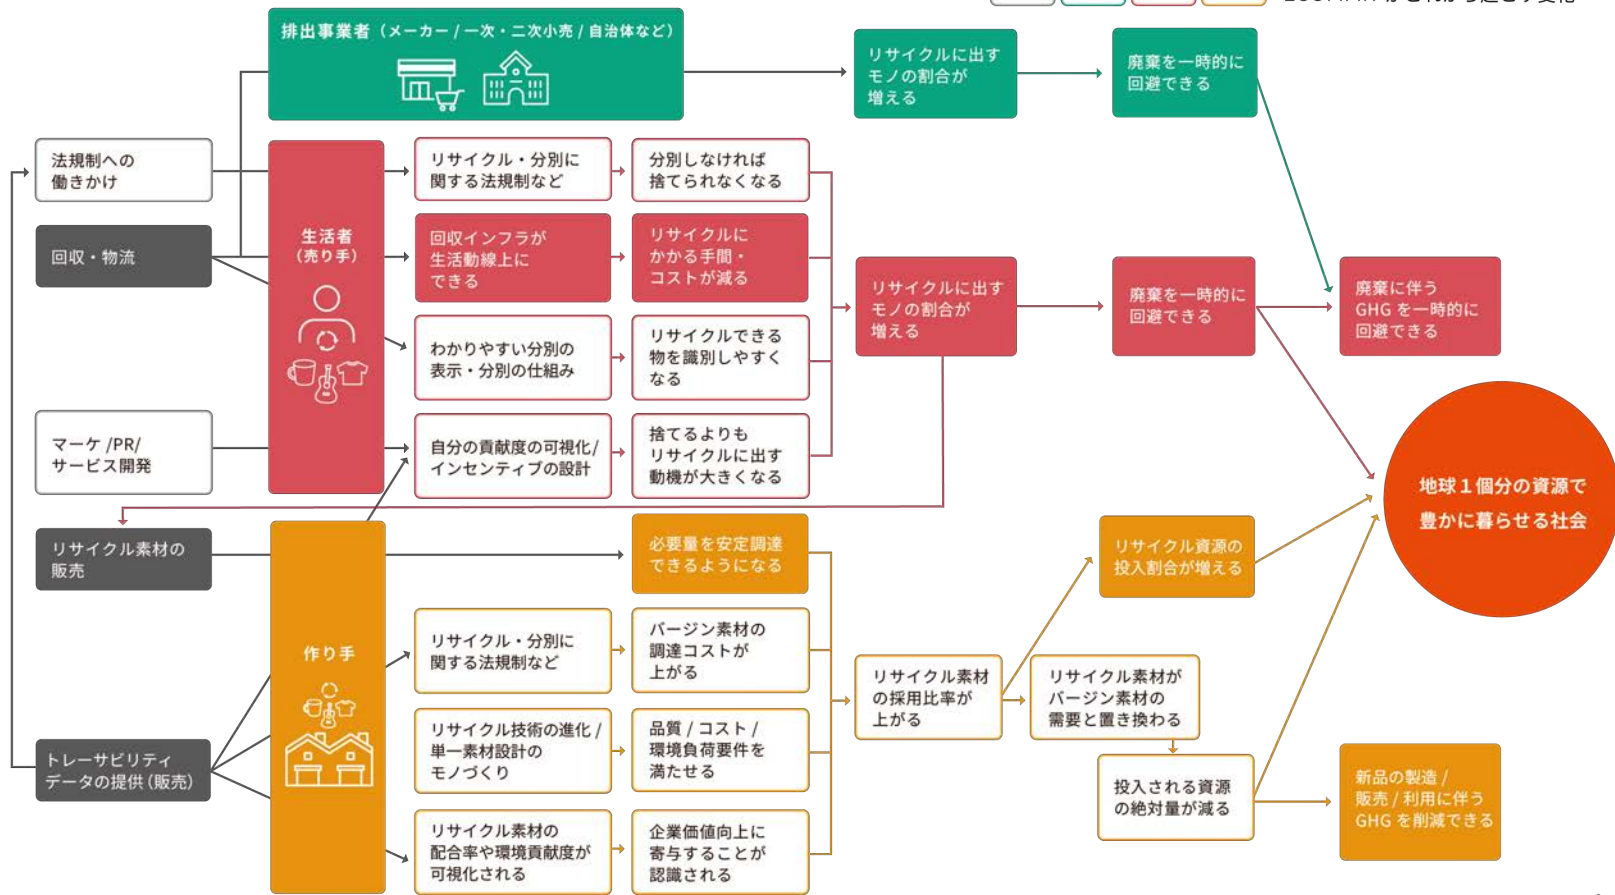 排出事業者（メーカー / 一次・二次小売 / 自治体など）
リサイクルに出す
モノの割合が
増える
廃棄を一時的に
回避できる
法規制への
働きかけ
回収・物流
マーケ /PR/
サービス開発
リサイクル素材の
販売
トレーサビリティ
データの提供（販売）
生活者
（売り手）
リサイクル・分別に
関する法規制など
分別しなければ
捨てられなくなる
回収インフラが
生活動線上に
できる
リサイクルに
かかる手間・
コストが減る
わかりやすい分別の
表示・分別の仕組み
リサイクルできる
物を識別しやすく
なる
自分の貢献度の可視化/
インセンティブの設計
捨てるよりも
リサイクルに出す
動機が大きくなる
リサイクルに出す
モノの割合が
増える
廃棄を一時的に
回避できる
廃棄に伴う
GHG を一時的に
回避できる
地球１個分の資源で
豊かに暮らせる社会
作り手
必要量を安定調達
できるようになる
リサイクル・分別に
関する法規制など
バージン素材の
調達コストが
上がる
リサイクル技術の進化 /
単一素材設計の
モノづくり
品質 / コスト /
環境負荷要件を
満たせる
リサイクル素材の
配合率や環境貢献度が
可視化される
企業価値向上に
寄与することが
認識される
リサイクル素材
の採用比率が
上がる
リサイクル資源の
投入割合が増える
リサイクル素材が
バージン素材の
需要と置き換わる
投入される資源
の絶対量が減る
新品の製造 /
販売 / 利用に伴う
GHG を削減できる